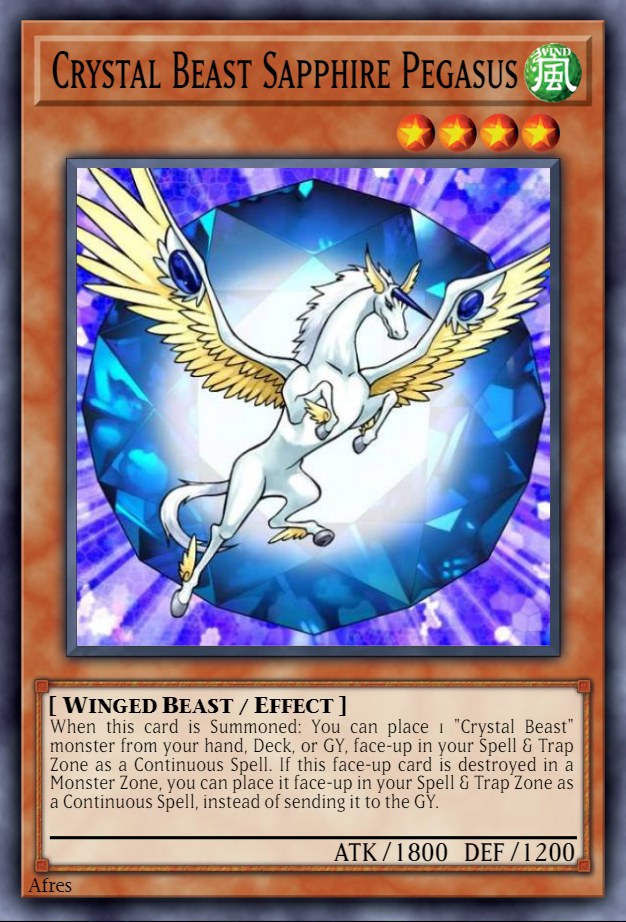 Crystal Beast Sapphire Pegasus
WIND
風
[ Winged Beast / Effect ]
When this card is Summoned: You can place 1 "Crystal Beast"
monster from your hand, Deck, or GY, face-up in your Spell & Trap
Zone as a Continuous Spell. If this face-up card is destroyed in a
Monster Zone, you can place it face-up in your Spell & Trap Zone as
a Continuous Spell, instead of sending it to the GY.
ATK/1800 DEF/1200
Afres